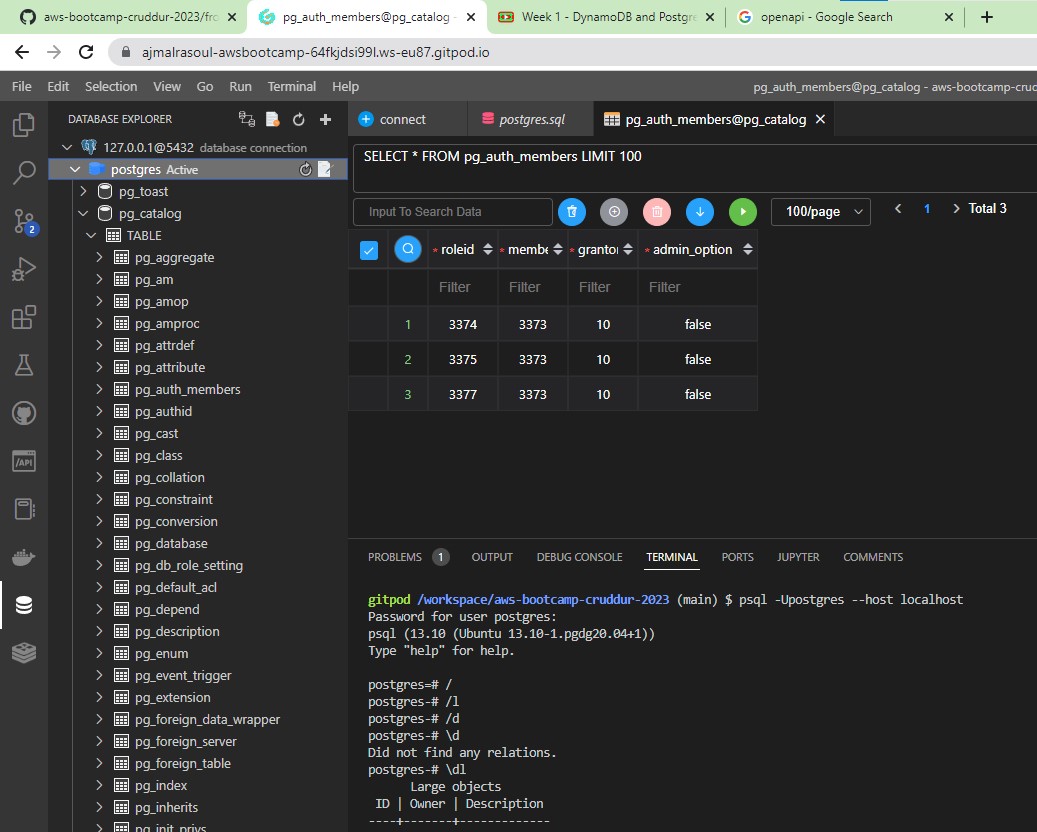 aws-bootcamp-cruddur-2023/fro
pg_auth_members@pg_catalog -
Week 1 - DynamoDB and Postgre
openapi - Google Search
ajmalrasoul-awsbootcamp-64fkjdsi99l.ws-eu87.gitpod.io
File Edit Selection View Go Run Terminal Help
pg_auth_members@pg_catalog - aws-bootcamp-crud
DATABASE EXPLORER
127.0.0.1@5432 database connection
postgres Active
pg_toast
pg_catalog
TABLE
pg_aggregate
pg_am
pg_amop
pg_amproc
pg_attrdef
pg_attribute
pg_auth_members
pg_authid
pg_cast
pg_class
pg_collation
pg_constraint
pg_conversion
pg_database
pg_db_role_setting
pg_default_acl
pg_depend
pg_description
pg_enum
pg_event_trigger
pg_extension
pg_foreign_data_wrapper
pg_foreign_server
pg_foreign_table
pg_index
pg_inherits
pg_init_privs
2
/API
connect
postgres.sql
pg_auth_members@pg_catalog
SELECT * FROM pg_auth_members LIMIT 100
Input To Search Data
100/page
1
Total 3
* roleid * membe * granto * admin_option
Filter Filter Filter Filter
1 3374 3373 10 false
2 3375 3373 10 false
3 3377 3373 10 false
PROBLEMS 1 OUTPUT DEBUG CONSOLE TERMINAL PORTS JUPYTER COMMENTS
gitpod /workspace/aws-bootcamp-cruddur-2023 (main) $ psql -Upostgres --host localhost
Password for user postgres:
psql (13.10 (Ubuntu 13.10-1.pgdg20.04+1))
Type "help" for help.
postgres=# /
postgres-# /l
postgres-# /d
postgres-# \d
Did not find any relations.
postgres-# \dl
Large objects
ID | Owner | Description
----+-------+-------------